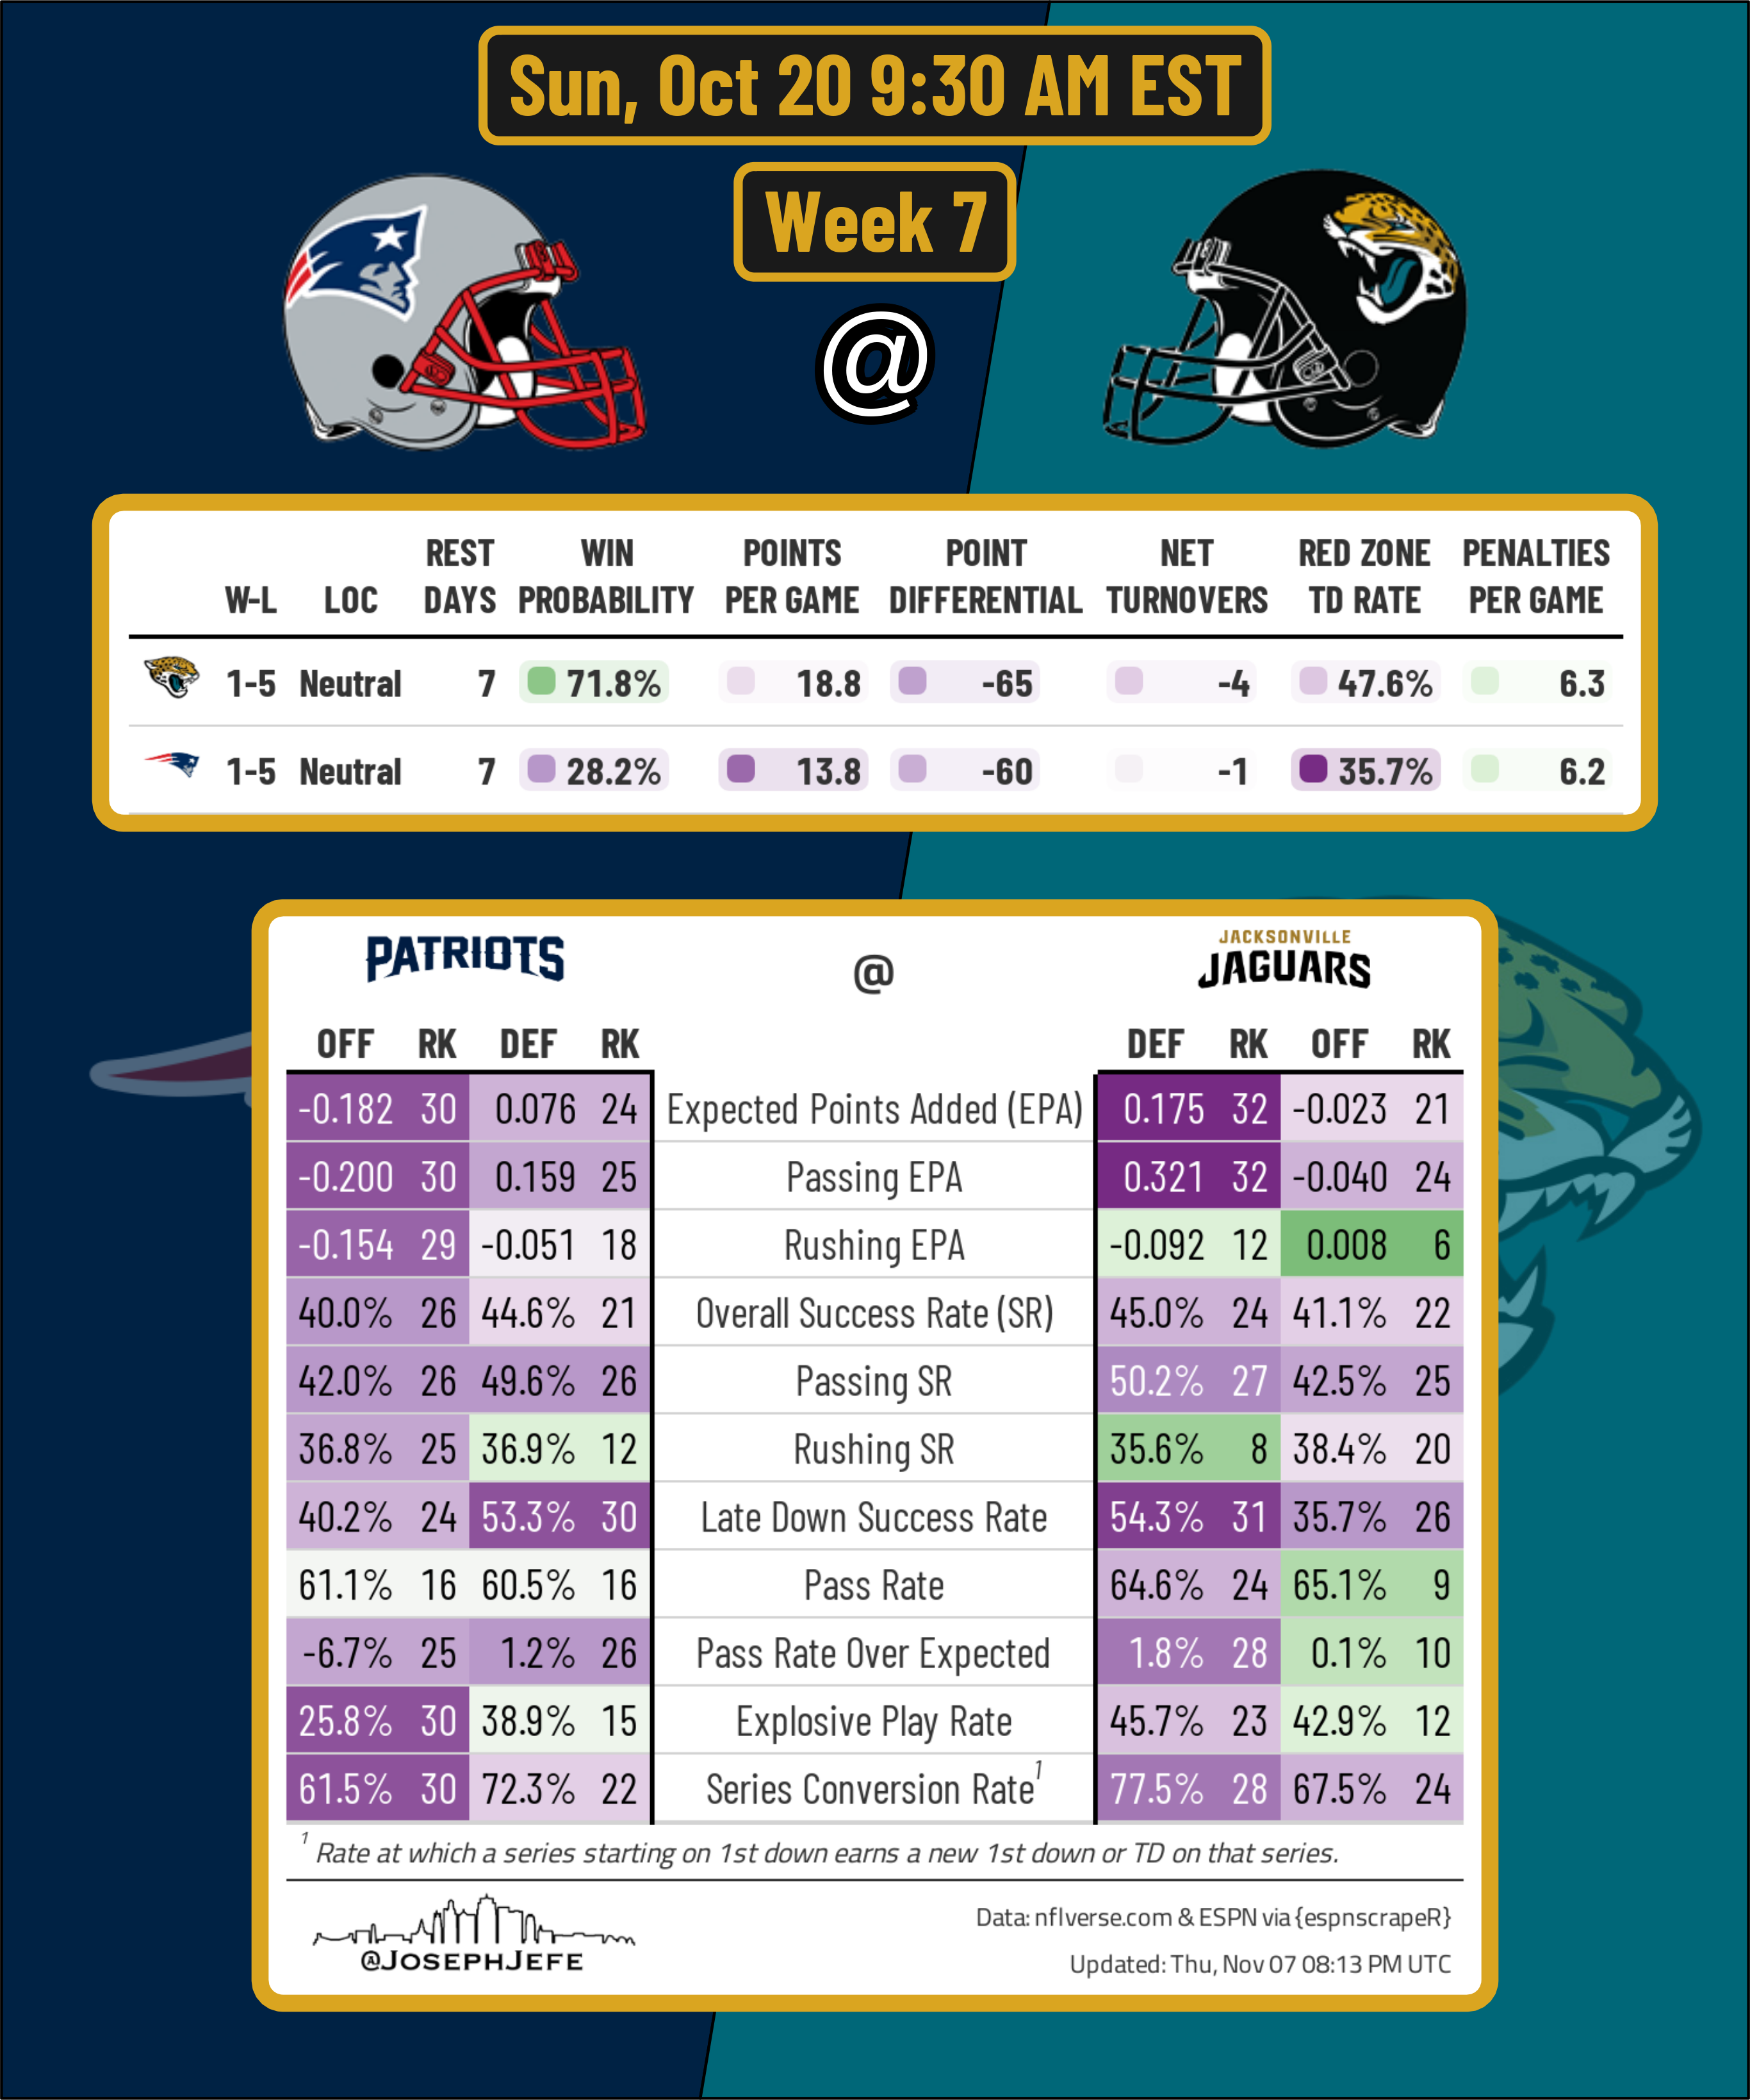 Sun, Oct 20 9:30 AM EST
Week 7
@
REST WIN POINTS POINT NET RED ZONE PENALTIES
W-L LOC DAYS PROBABILITY PER GAME DIFFERENTIAL TURNOVERS TD RATE PER GAME
1-5 Neutral 7 71.8% 18.8 -65 -4 47.6% 6.3
1-5 Neutral 7 28.2% 13.8 -60 -1 35.7% 6.2
PATRIOTS @ JACKSONVILLE JAGUARS
OFF RK DEF RK DEF RK OFF RK
-0.182 30 0.076 24 Expected Points Added (EPA) 0.175 32 -0.023 21
-0.200 30 0.159 25 Passing EPA 0.321 32 -0.040 24
-0.154 29 -0.051 18 Rushing EPA -0.092 12 0.008 6
40.0% 26 44.6% 21 Overall Success Rate (SR) 45.0% 24 41.1% 22
42.0% 26 49.6% 26 Passing SR 50.2% 27 42.5% 25
36.8% 25 36.9% 12 Rushing SR 35.6% 8 38.4% 20
40.2% 24 53.3% 30 Late Down Success Rate 54.3% 31 35.7% 26
61.1% 16 60.5% 16 Pass Rate 64.6% 24 65.1% 9
-6.7% 25 1.2% 26 Pass Rate Over Expected 1.8% 28 0.1% 10
25.8% 30 38.9% 15 Explosive Play Rate 45.7% 23 42.9% 12
61.5% 30 72.3% 22 Series Conversion Rate¹ 77.5% 28 67.5% 24
¹ Rate at which a series starting on 1st down earns a new 1st down or TD on that series.
@JOSEPHJEFE
Data: nflverse.com & ESPN via {espnscrapeR}
Updated: Thu, Nov 07 08:13 PM UTC